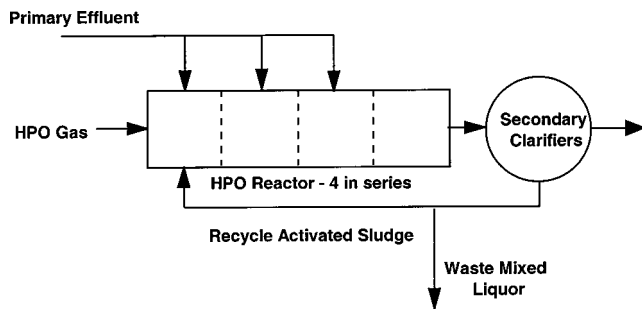 Primary Effluent
HPO Gas
Secondary
Clarifiers
HPO Reactor - 4 in series
Recycle Activated Sludge
Waste Mixed
Liquor